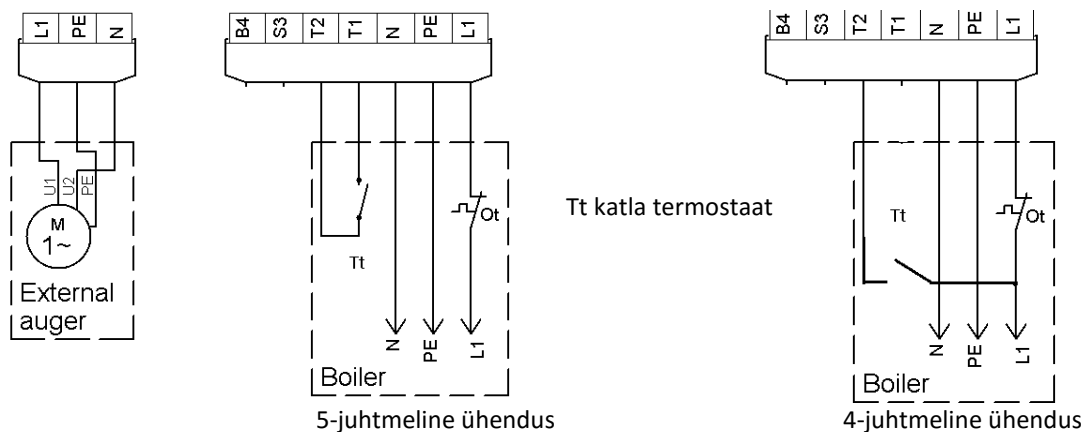 L1 PE N
B4 S3 T2 T1 N PE L1
B4 S3 T2 T1 N PE L1
U1 U2 PE
M
1~
External
auger
Tt
Ot
N PE L1
Boiler
5-juhtmeline ühendus
Tt katla termostaat
Tt
Ot
N PE L1
Boiler
4-juhtmeline ühendus